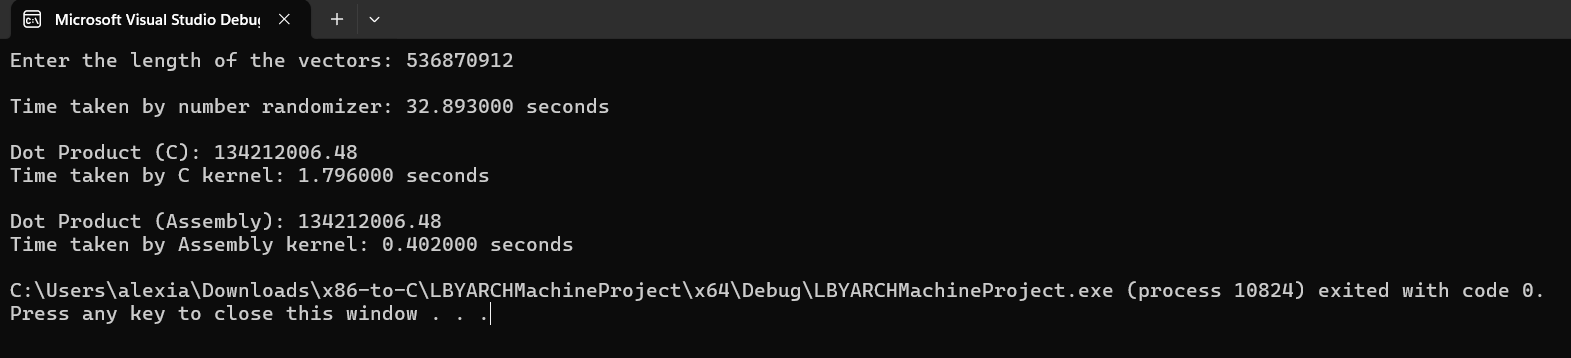 Microsoft Visual Studio Debu
Enter the length of the vectors: 536870912
Time taken by number randomizer: 32.893000 seconds
Dot Product (C): 134212006.48
Time taken by C kernel: 1.796000 seconds
Dot Product (Assembly): 134212006.48
Time taken by Assembly kernel: 0.402000 seconds
C:\Users\alexia\Downloads\x86-to-C\LBYARCHMachineProject\x64\Debug\LBYARCHMachineProject.exe (process 10824) exited with code 0.
Press any key to close this window . . .